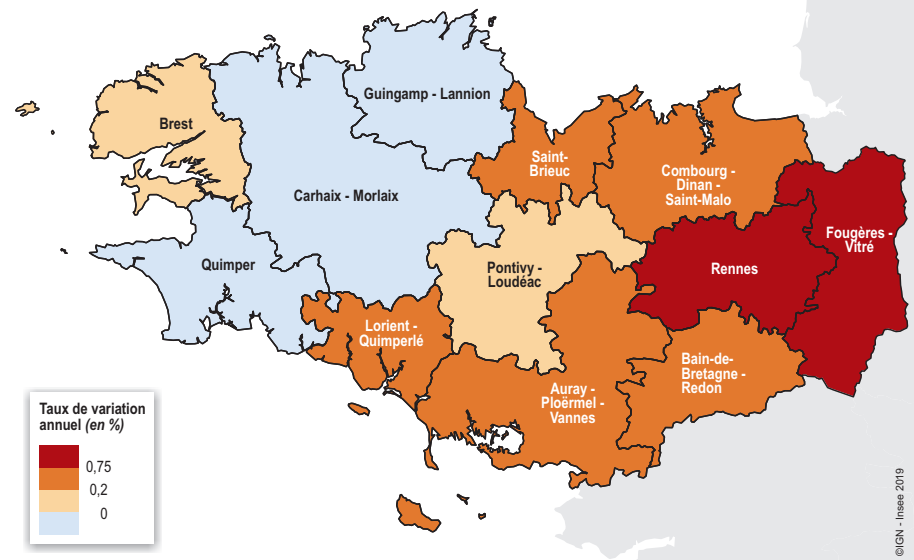 Guingamp - Lannion
Brest
Saint-
Brieuc
Combourg -
Dinan -
Saint-Malo
Carhaix - Morlaix
Fougères -
Vitré
Quimper
Pontivy -
Loudéac
Rennes
Lorient -
Quimperlé
Bain-de-
Bretagne -
Redon
Auray -
Ploërmel -
Vannes
Taux de variation
annuel (en %)
0,75
0,2
0
©IGN - Insee 2019